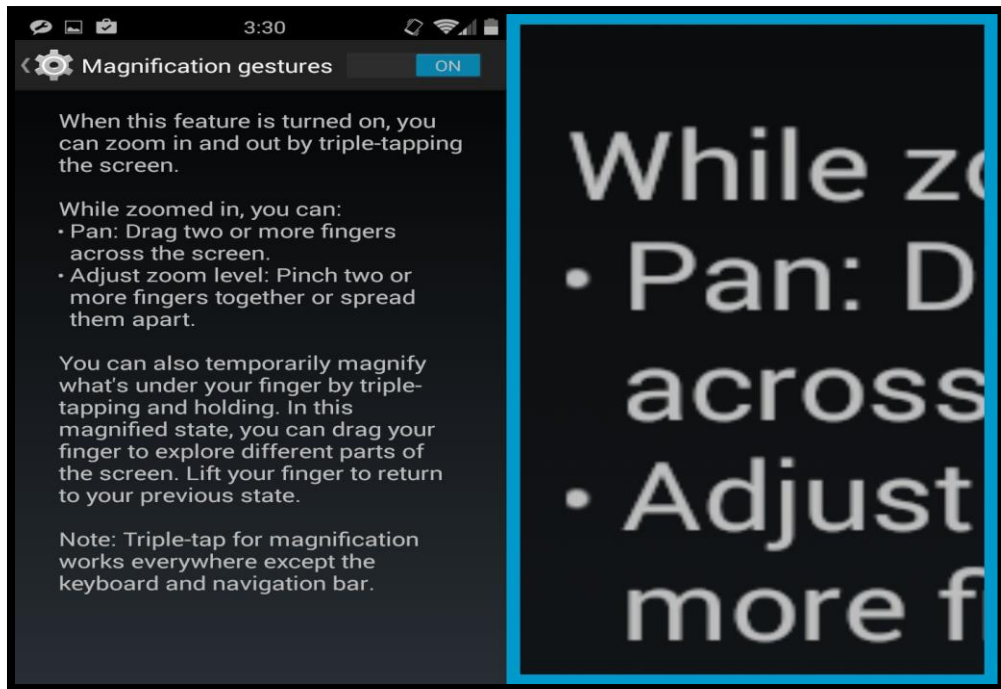 3:30
Magnification gestures ON
When this feature is turned on, you
can zoom in and out by triple-tapping
the screen.
While zoomed in, you can:
• Pan: Drag two or more fingers
across the screen.
• Adjust zoom level: Pinch two or
more fingers together or spread
them apart.
You can also temporarily magnify
what's under your finger by triple-
tapping and holding. In this
magnified state, you can drag your
finger to explore different parts of
the screen. Lift your finger to return
to your previous state.
Note: Triple-tap for magnification
works everywhere except the
keyboard and navigation bar.
While zo
• Pan: D
across
• Adjust
more fi